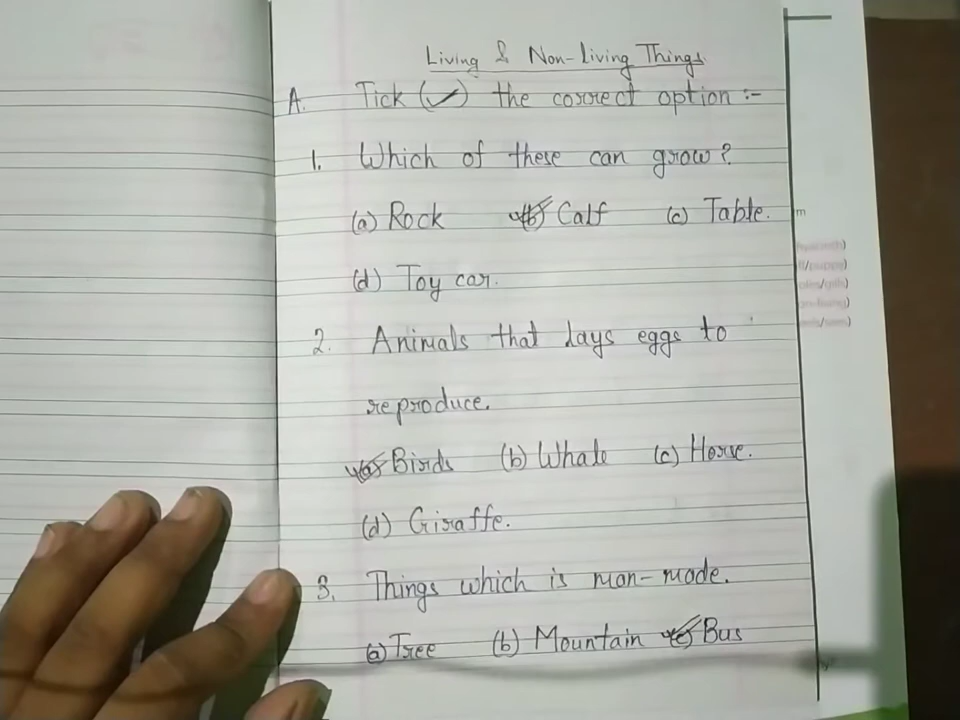 Living & Non-Living Things
A. Tick (✓) the correct option :-
1. Which of these can grow?
(a) Rock (b) Calf (c) Table.
(d) Toy car.
2. Animals that lays eggs to
reproduce.
(a) Birds (b) Whale (c) Horse.
(d) Giraffe.
3. Things which is man-made.
(a) Tree (b) Mountain (c) Bus